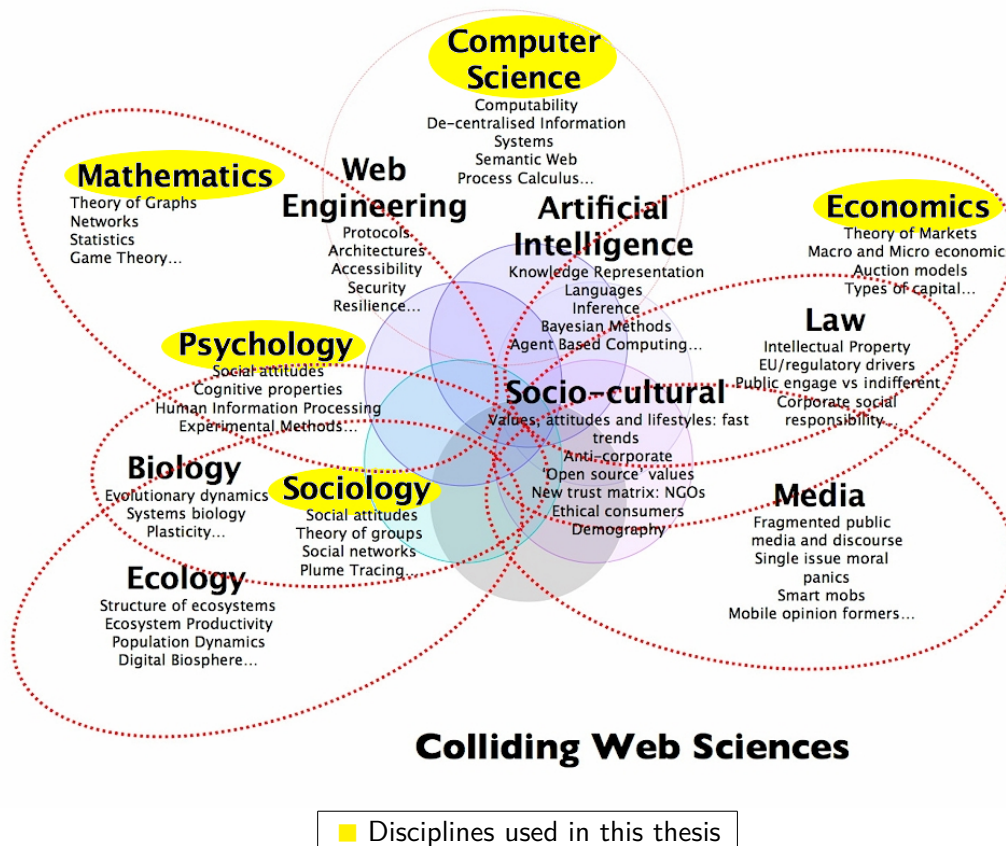 Computer
Science
Computability
De-centralised Information
Systems
Semantic Web
Process Calculus...
Mathematics
Theory of Graphs
Networks
Statistics
Game Theory...
Web
Engineering
Protocols
Architectures
Accessibility
Security
Resilience...
Artificial
Intelligence
Knowledge Representation
Languages
Inference
Bayesian Methods
Agent Based Computing...
Economics
Theory of Markets
Macro and Micro economic
Auction models
Types of capital...
Law
Intellectual Property
EU/regulatory drivers
Public engage vs indifferent
Corporate social
responsibility...
Psychology
Social attitudes
Cognitive properties
Human Information Processing
Experimental Methods...
Socio-cultural
Values, attitudes and lifestyles: fast
trends
Anti-corporate
'Open source' values
New trust matrix: NGOs
Ethical consumers
Demography
Biology
Evolutionary dynamics
Systems biology
Plasticity...
Sociology
Social attitudes
Theory of groups
Social networks
Plume Tracing...
Media
Fragmented public
media and discourse
Single issue moral
panics
Smart mobs
Mobile opinion formers...
Ecology
Structure of ecosystems
Ecosystem Productivity
Population Dynamics
Digital Biosphere...
Colliding Web Sciences
Disciplines used in this thesis